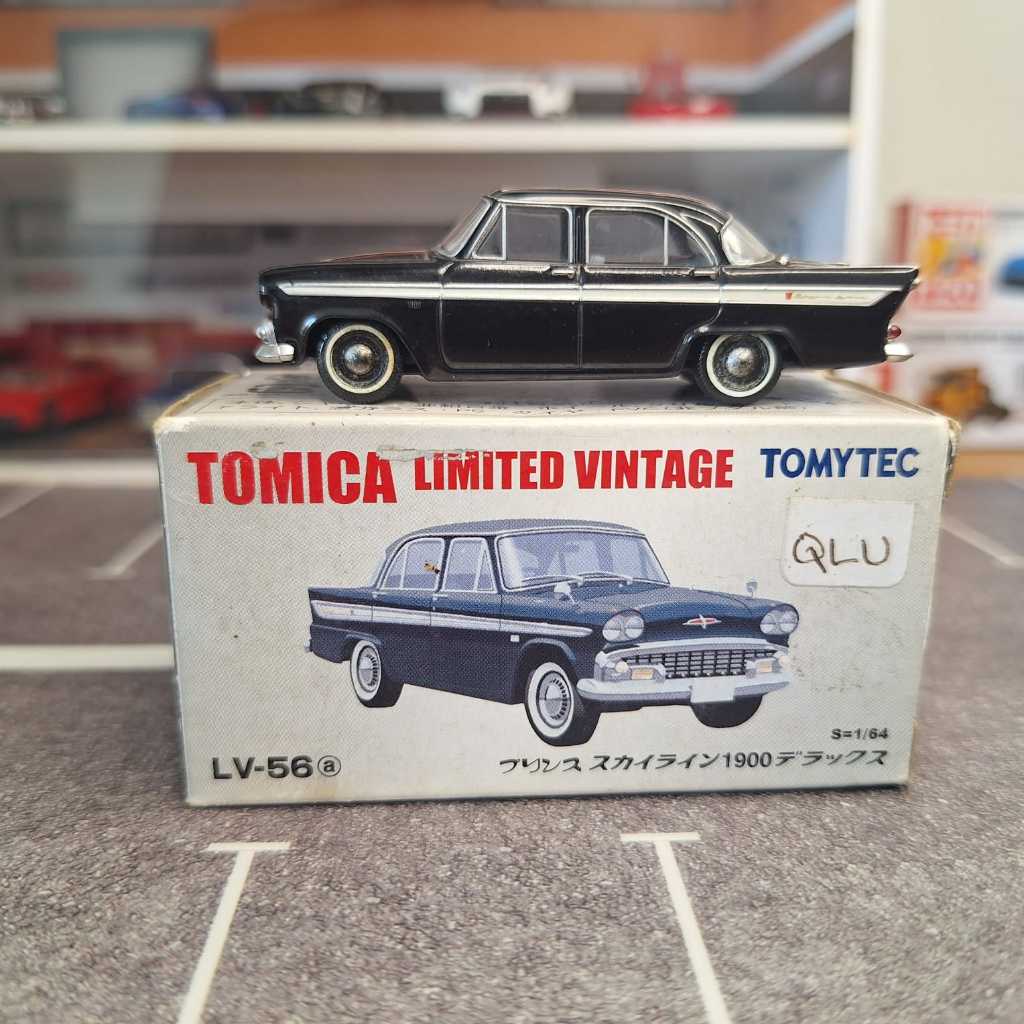 TOMICA LIMITED VINTAGE TOMYTEC
QLU
S=1/64
LV-56ⓐ プリンス スカイライン1900デラックス